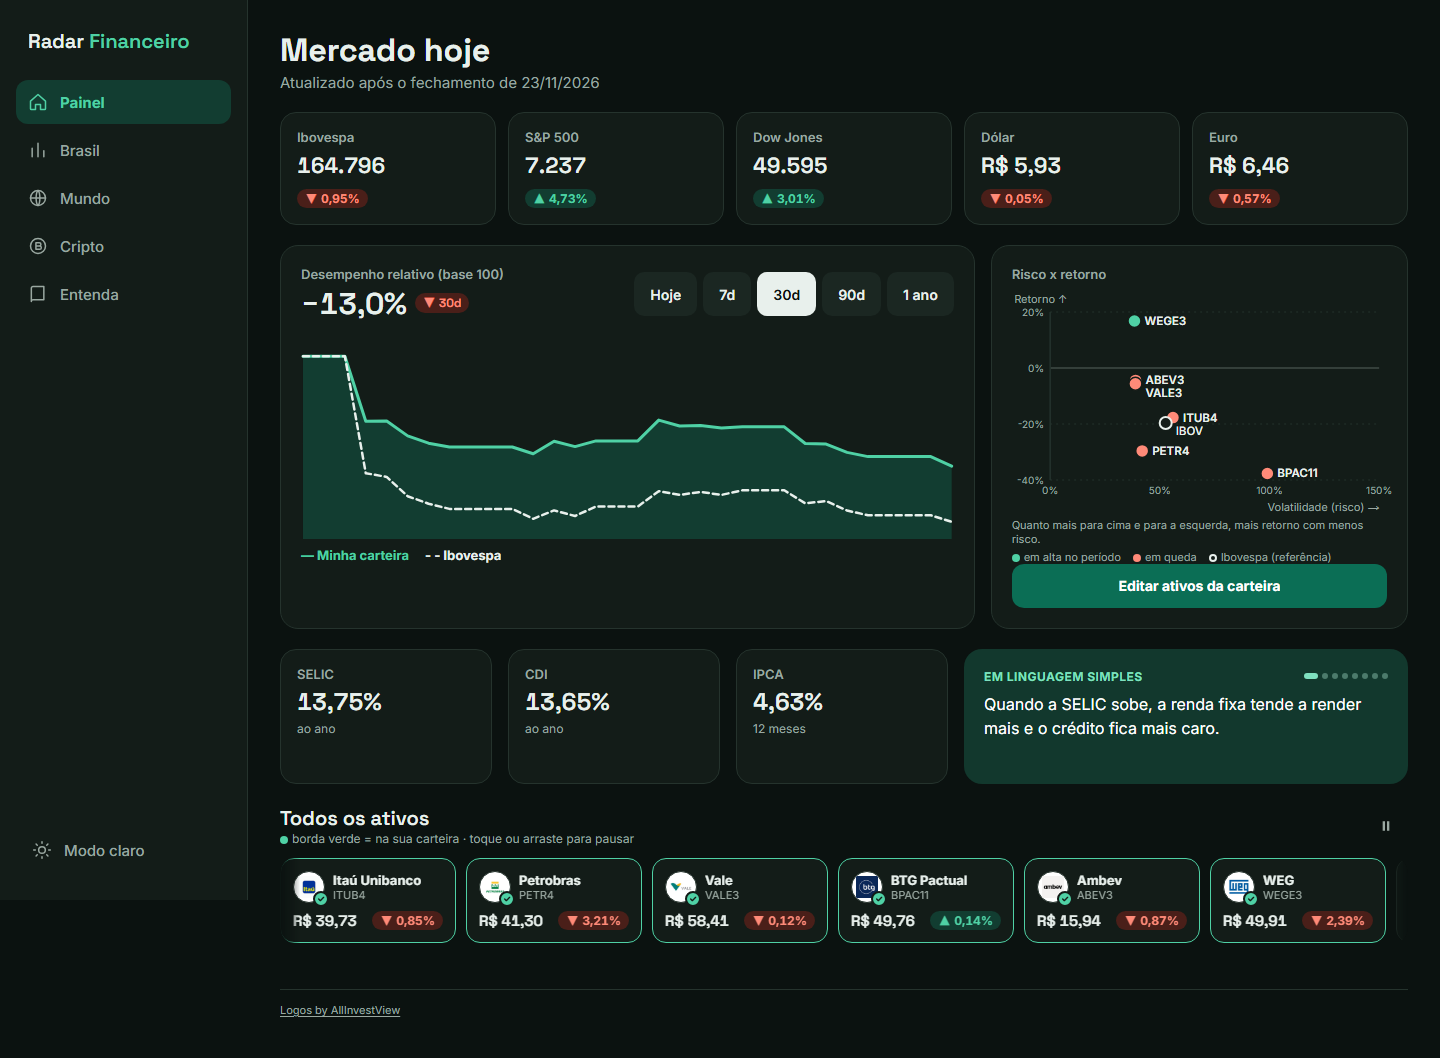 Radar Financeiro
Painel
Brasil
Mundo
Cripto
Entenda
Modo claro
Mercado hoje
Atualizado após o fechamento de 23/11/2026
Ibovespa
164.796
▼ 0,95%
S&P 500
7.237
▲ 4,73%
Dow Jones
49.595
▲ 3,01%
Dólar
R$ 5,93
▼ 0,05%
Euro
R$ 6,46
▼ 0,57%
Desempenho relativo (base 100)
−13,0% ▼ 30d
Hoje 7d 30d 90d 1 ano
— Minha carteira - - Ibovespa
Risco x retorno
Retorno ↑
20%
WEGE3
0%
ABEV3
VALE3
-20%
ITUB4
IBOV
PETR4
BPAC11
-40%
0% 50% 100% 150%
Volatilidade (risco) →
Quanto mais para cima e para a esquerda, mais retorno com menos
risco.
em alta no período em queda Ibovespa (referência)
Editar ativos da carteira
SELIC
13,75%
ao ano
CDI
13,65%
ao ano
IPCA
4,63%
12 meses
EM LINGUAGEM SIMPLES
Quando a SELIC sobe, a renda fixa tende a render
mais e o crédito fica mais caro.
Todos os ativos
borda verde = na sua carteira · toque ou arraste para pausar
Itaú Unibanco
ITUB4
R$ 39,73 ▼ 0,85%
Petrobras
PETR4
R$ 41,30 ▼ 3,21%
Vale
VALE3
R$ 58,41 ▼ 0,12%
btg
BTG Pactual
BPAC11
R$ 49,76 ▲ 0,14%
ambev
Ambev
ABEV3
R$ 15,94 ▼ 0,87%
weg
WEG
WEGE3
R$ 49,91 ▼ 2,39%
Logos by AllInvestView